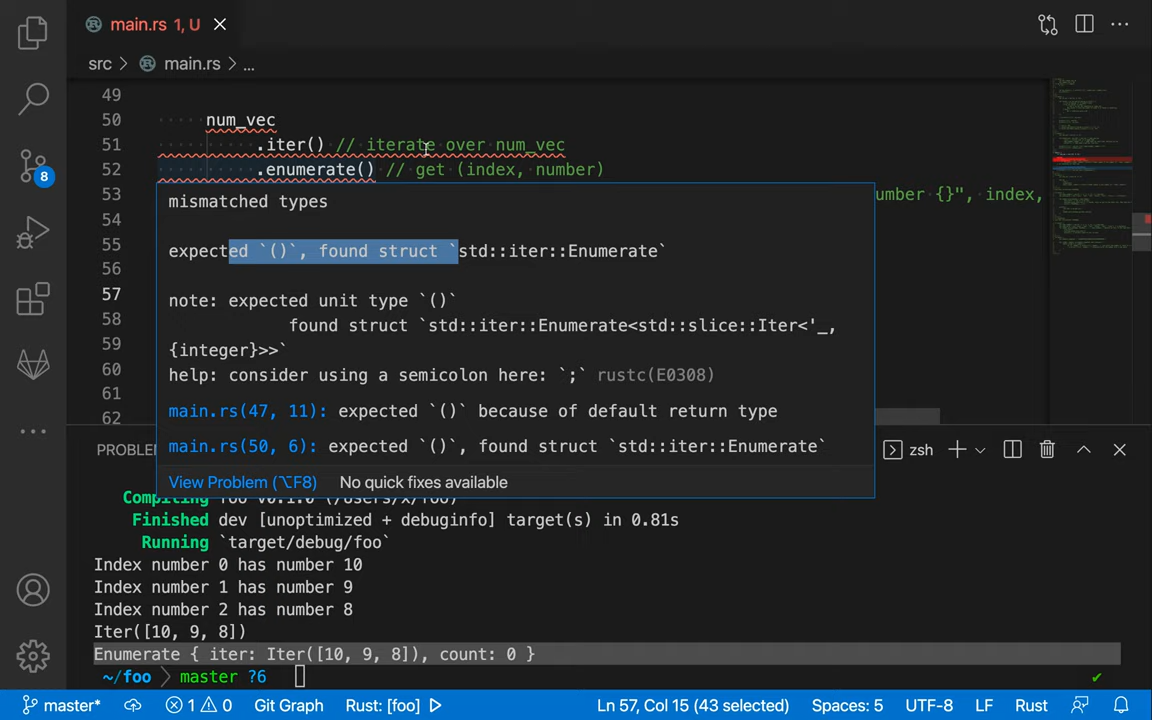 main.rs 1, U
src > main.rs > ...
49
50 num_vec
51 .iter() // iterate over num_vec
52 .enumerate() // get (index, number)
53 umber {}", index,
54
55
56
57
58
59
60
61
62
mismatched types
expected `()`, found struct `std::iter::Enumerate`
note: expected unit type `()`
found struct `std::iter::Enumerate<std::slice::Iter<'_,
{integer}>>`
help: consider using a semicolon here: `;` rustc(E0308)
main.rs(47, 11): expected `()` because of default return type
main.rs(50, 6): expected `()`, found struct `std::iter::Enumerate`
View Problem (⌥F8) No quick fixes available
8
PROBLE
zsh
Compiling foo v0.1.0 (/Users/x/foo)
Finished dev [unoptimized + debuginfo] target(s) in 0.81s
Running `target/debug/foo`
Index number 0 has number 10
Index number 1 has number 9
Index number 2 has number 8
Iter([10, 9, 8])
Enumerate { iter: Iter([10, 9, 8]), count: 0 }
~/foo > master ?6
master* 1 0 Git Graph Rust: [foo] Ln 57, Col 15 (43 selected) Spaces: 5 UTF-8 LF Rust